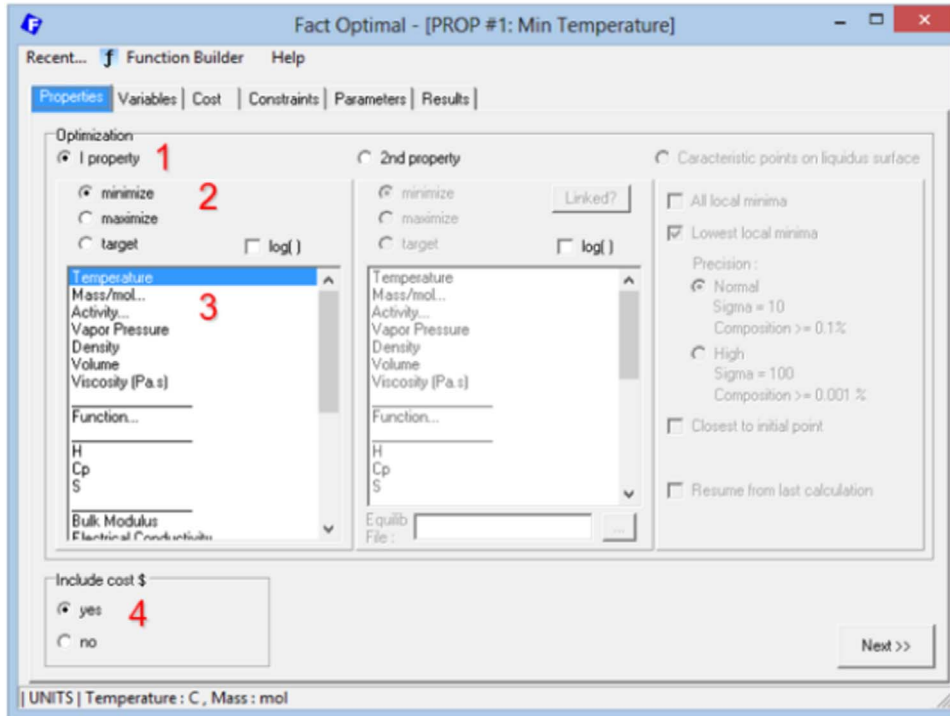 Fact Optimal - [PROP #1: Min Temperature]
Recent... Function Builder Help
Properties Variables Cost Constraints Parameters Results
Optimization
1 property 1
minimize 2
maximize
target log( )
Temperature
Mass/mol...
Activity... 3
Vapor Pressure
Density
Volume
Viscosity (Pa.s)
Function...
H
Cp
S
Bulk Modulus
Electrical Conductivity
2nd property
minimize Linked?
maximize
target log( )
Temperature
Mass/mol...
Activity...
Vapor Pressure
Density
Volume
Viscosity (Pa.s)
Function...
H
Cp
S
Equilib
File : ...
Caracteristic points on liquidus surface
All local minima
Lowest local minima
Precision :
Normal
Sigma = 10
Composition >= 0.1%
High
Sigma = 100
Composition >= 0.001 %
Closest to initial point
Resume from last calculation
Include cost $
yes 4
no
Next >>
| UNITS | Temperature : C , Mass : mol